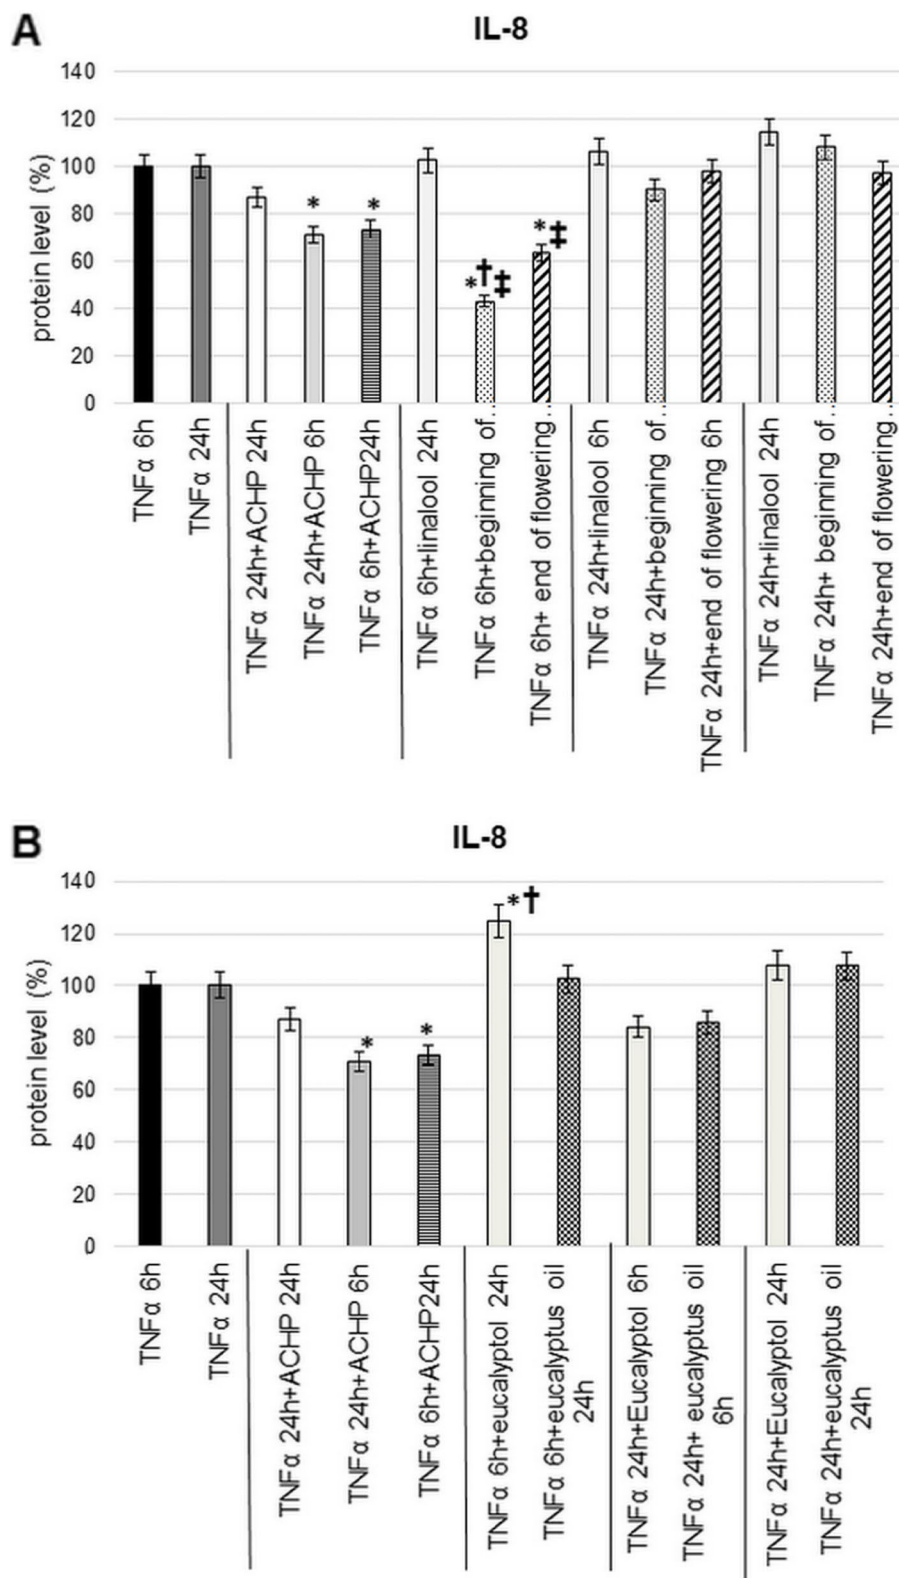 A
IL-8
protein level (%)
140
120
100
80
60
40
20
0
*
*
*†‡
*‡
TNFα 6h
TNFα 24h
TNFα 24h+ACHP 24h
TNFα 24h+ACHP 6h
TNFα 6h+ACHP24h
TNFα 6h+linalool 24h
TNFα 6h+beginning of…
TNFα 6h+ end of flowering…
TNFα 24h+linalool 6h
TNFα 24h+beginning of…
TNFα 24h+end of flowering 6h
TNFα 24h+linalool 24h
TNFα 24h+ beginning of…
TNFα 24h+end of flowering…
B
IL-8
protein level (%)
140
120
100
80
60
40
20
0
*
*
*†
TNFα 6h
TNFα 24h
TNFα 24h+ACHP 24h
TNFα 24h+ACHP 6h
TNFα 6h+ACHP24h
TNFα 6h+eucalyptol 24h
TNFα 6h+eucalyptus oil
24h
TNFα 24h+Eucalyptol 6h
TNFα 24h+ eucalyptus oil
6h
TNFα 24h+Eucalyptol 24h
TNFα 24h+eucalyptus oil
24h